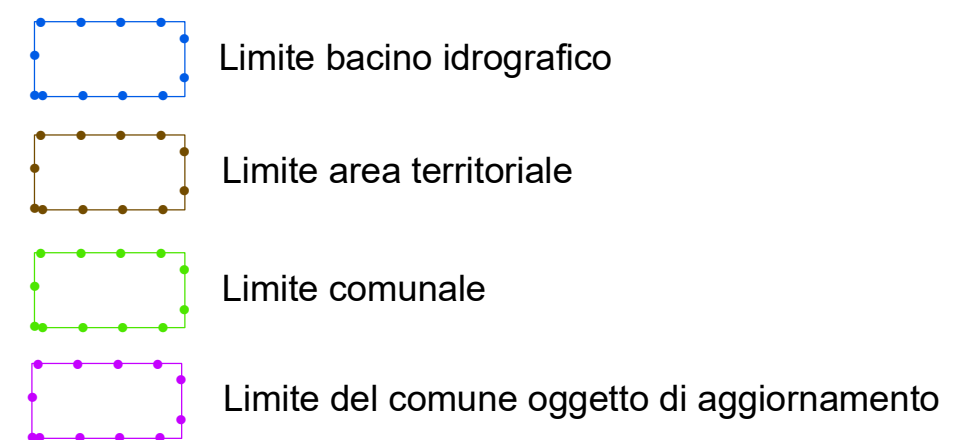 Limite bacino idrografico
Limite area territoriale
Limite comunale
Limite del comune oggetto di aggiornamento